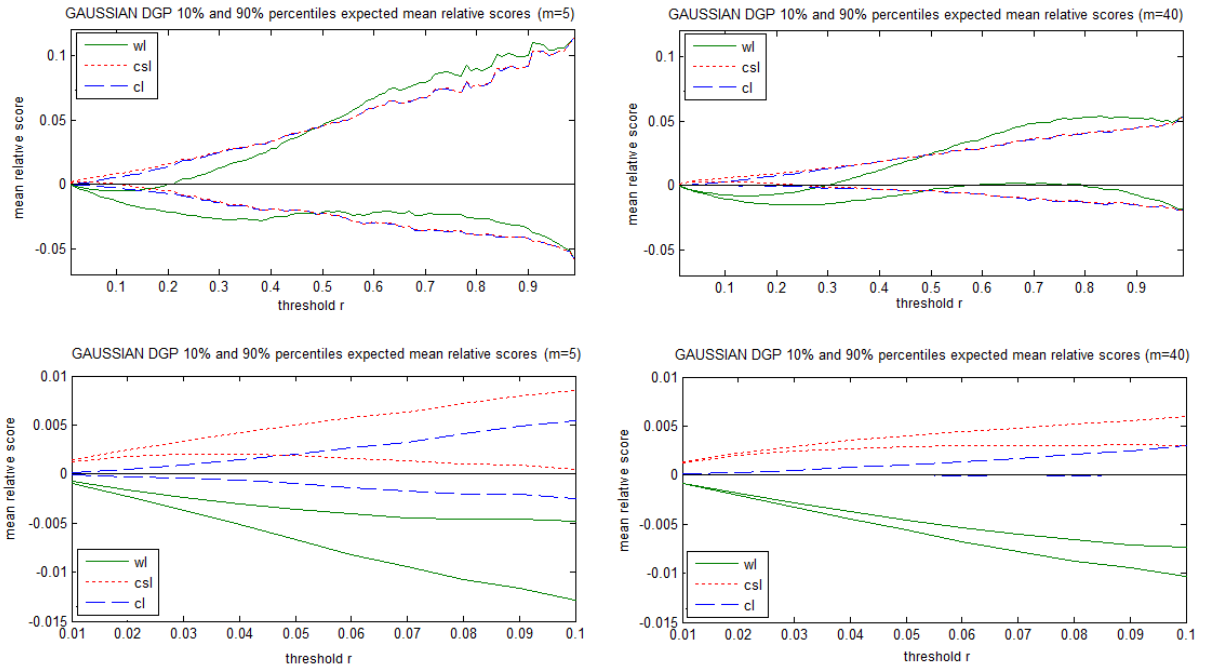 GAUSSIAN DGP 10% and 90% percentiles expected mean relative scores (m=5)
mean relative score
0.1
0.05
0
-0.05
wl
csl
cl
0.1 0.2 0.3 0.4 0.5 0.6 0.7 0.8 0.9
threshold r
GAUSSIAN DGP 10% and 90% percentiles expected mean relative scores (m=40)
mean relative score
0.1
0.05
0
-0.05
wl
csl
cl
0.1 0.2 0.3 0.4 0.5 0.6 0.7 0.8 0.9
threshold r
GAUSSIAN DGP 10% and 90% percentiles expected mean relative scores (m=5)
mean relative score
0.01
0.005
0
-0.005
-0.01
-0.015
wl
csl
cl
0.01 0.02 0.03 0.04 0.05 0.06 0.07 0.08 0.09 0.1
threshold r
GAUSSIAN DGP 10% and 90% percentiles expected mean relative scores (m=40)
mean relative score
0.01
0.005
0
-0.005
-0.01
-0.015
wl
csl
cl
0.01 0.02 0.03 0.04 0.05 0.06 0.07 0.08 0.09 0.1
threshold r